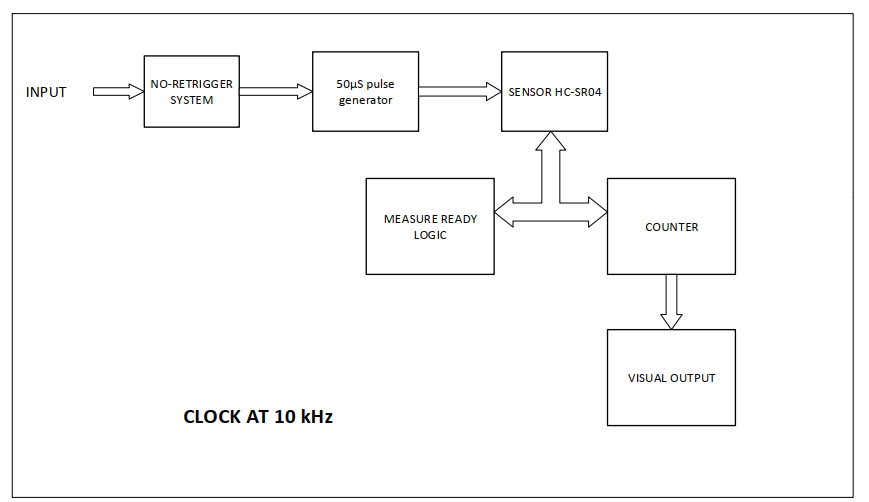 INPUT
NO-RETRIGGER
SYSTEM
50µS pulse
generator
SENSOR HC-SR04
MEASURE READY
LOGIC
COUNTER
VISUAL OUTPUT
CLOCK AT 10 kHz